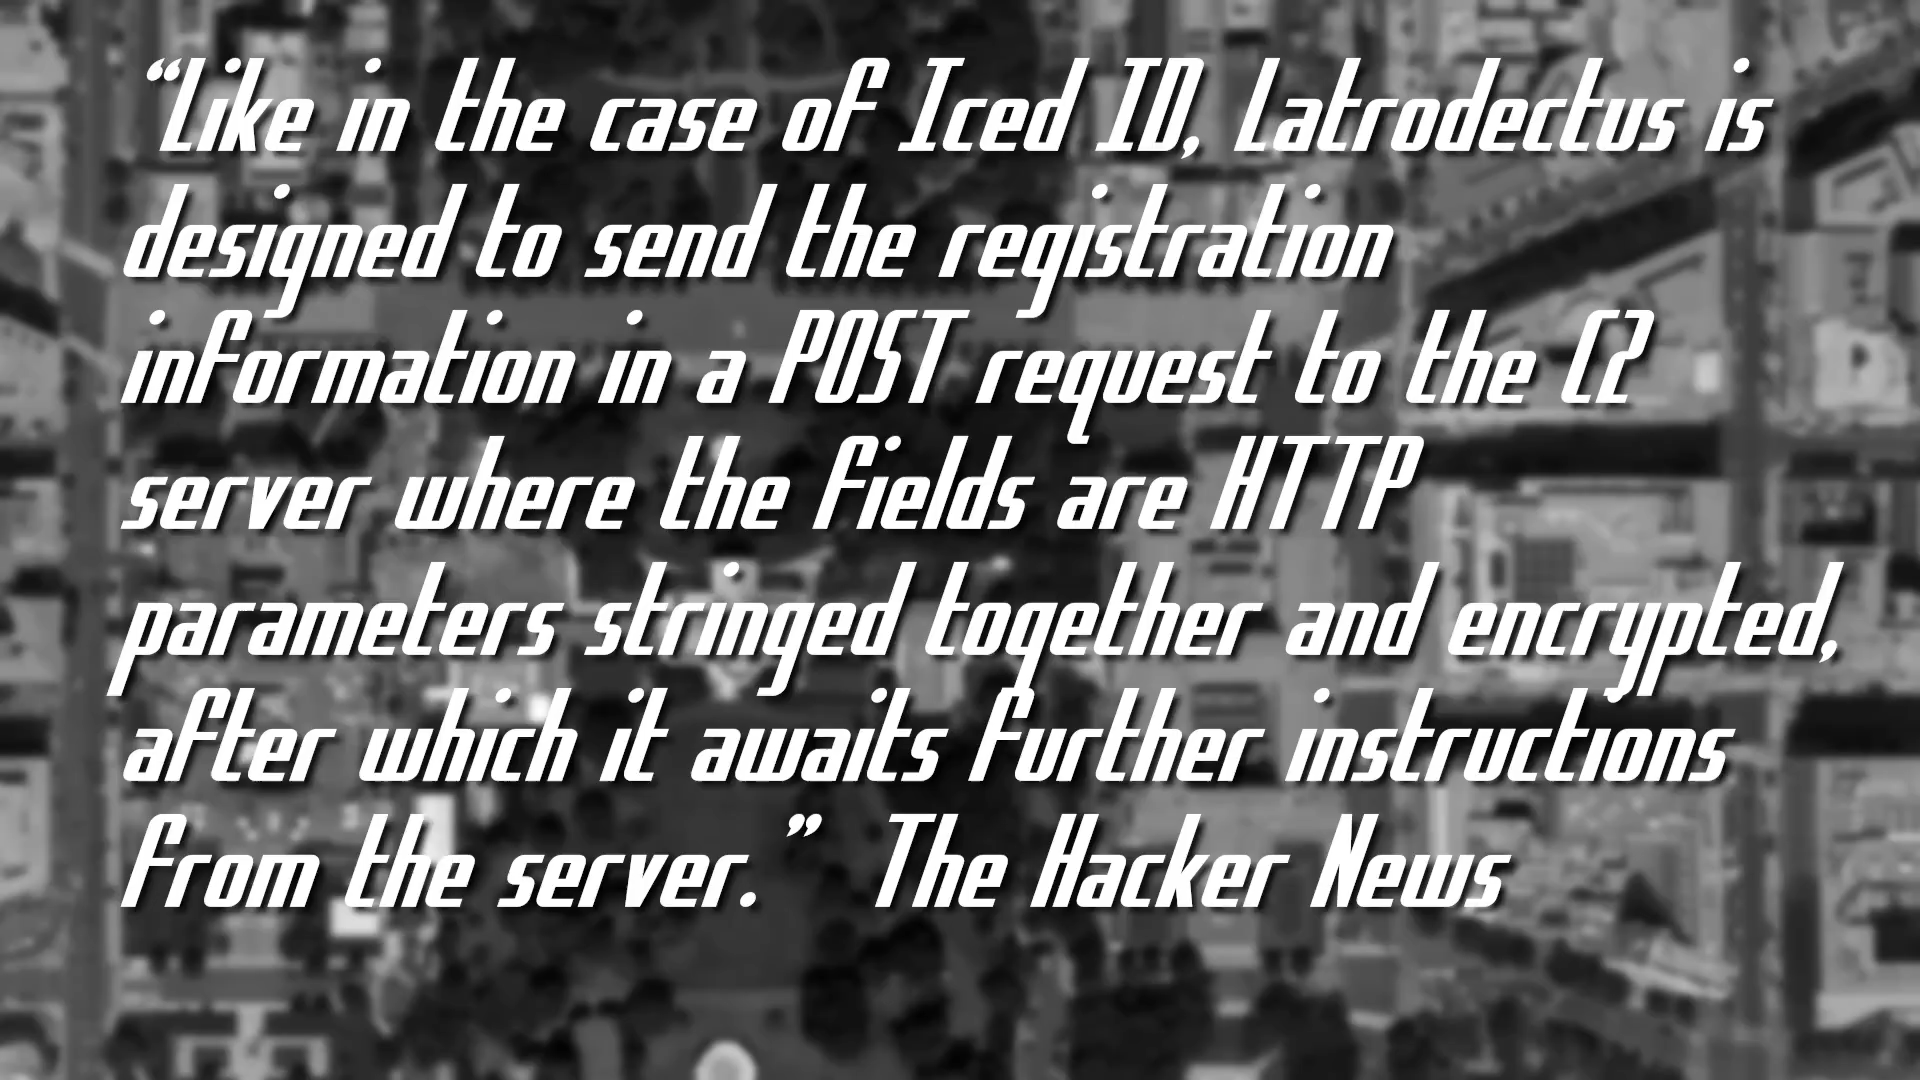 “Like in the case of Iced ID, Latrodectus is
designed to send the registration
information in a POST request to the C2
server where the fields are HTTP
parameters stringed together and encrypted,
after which it awaits further instructions
from the server.” The Hacker News